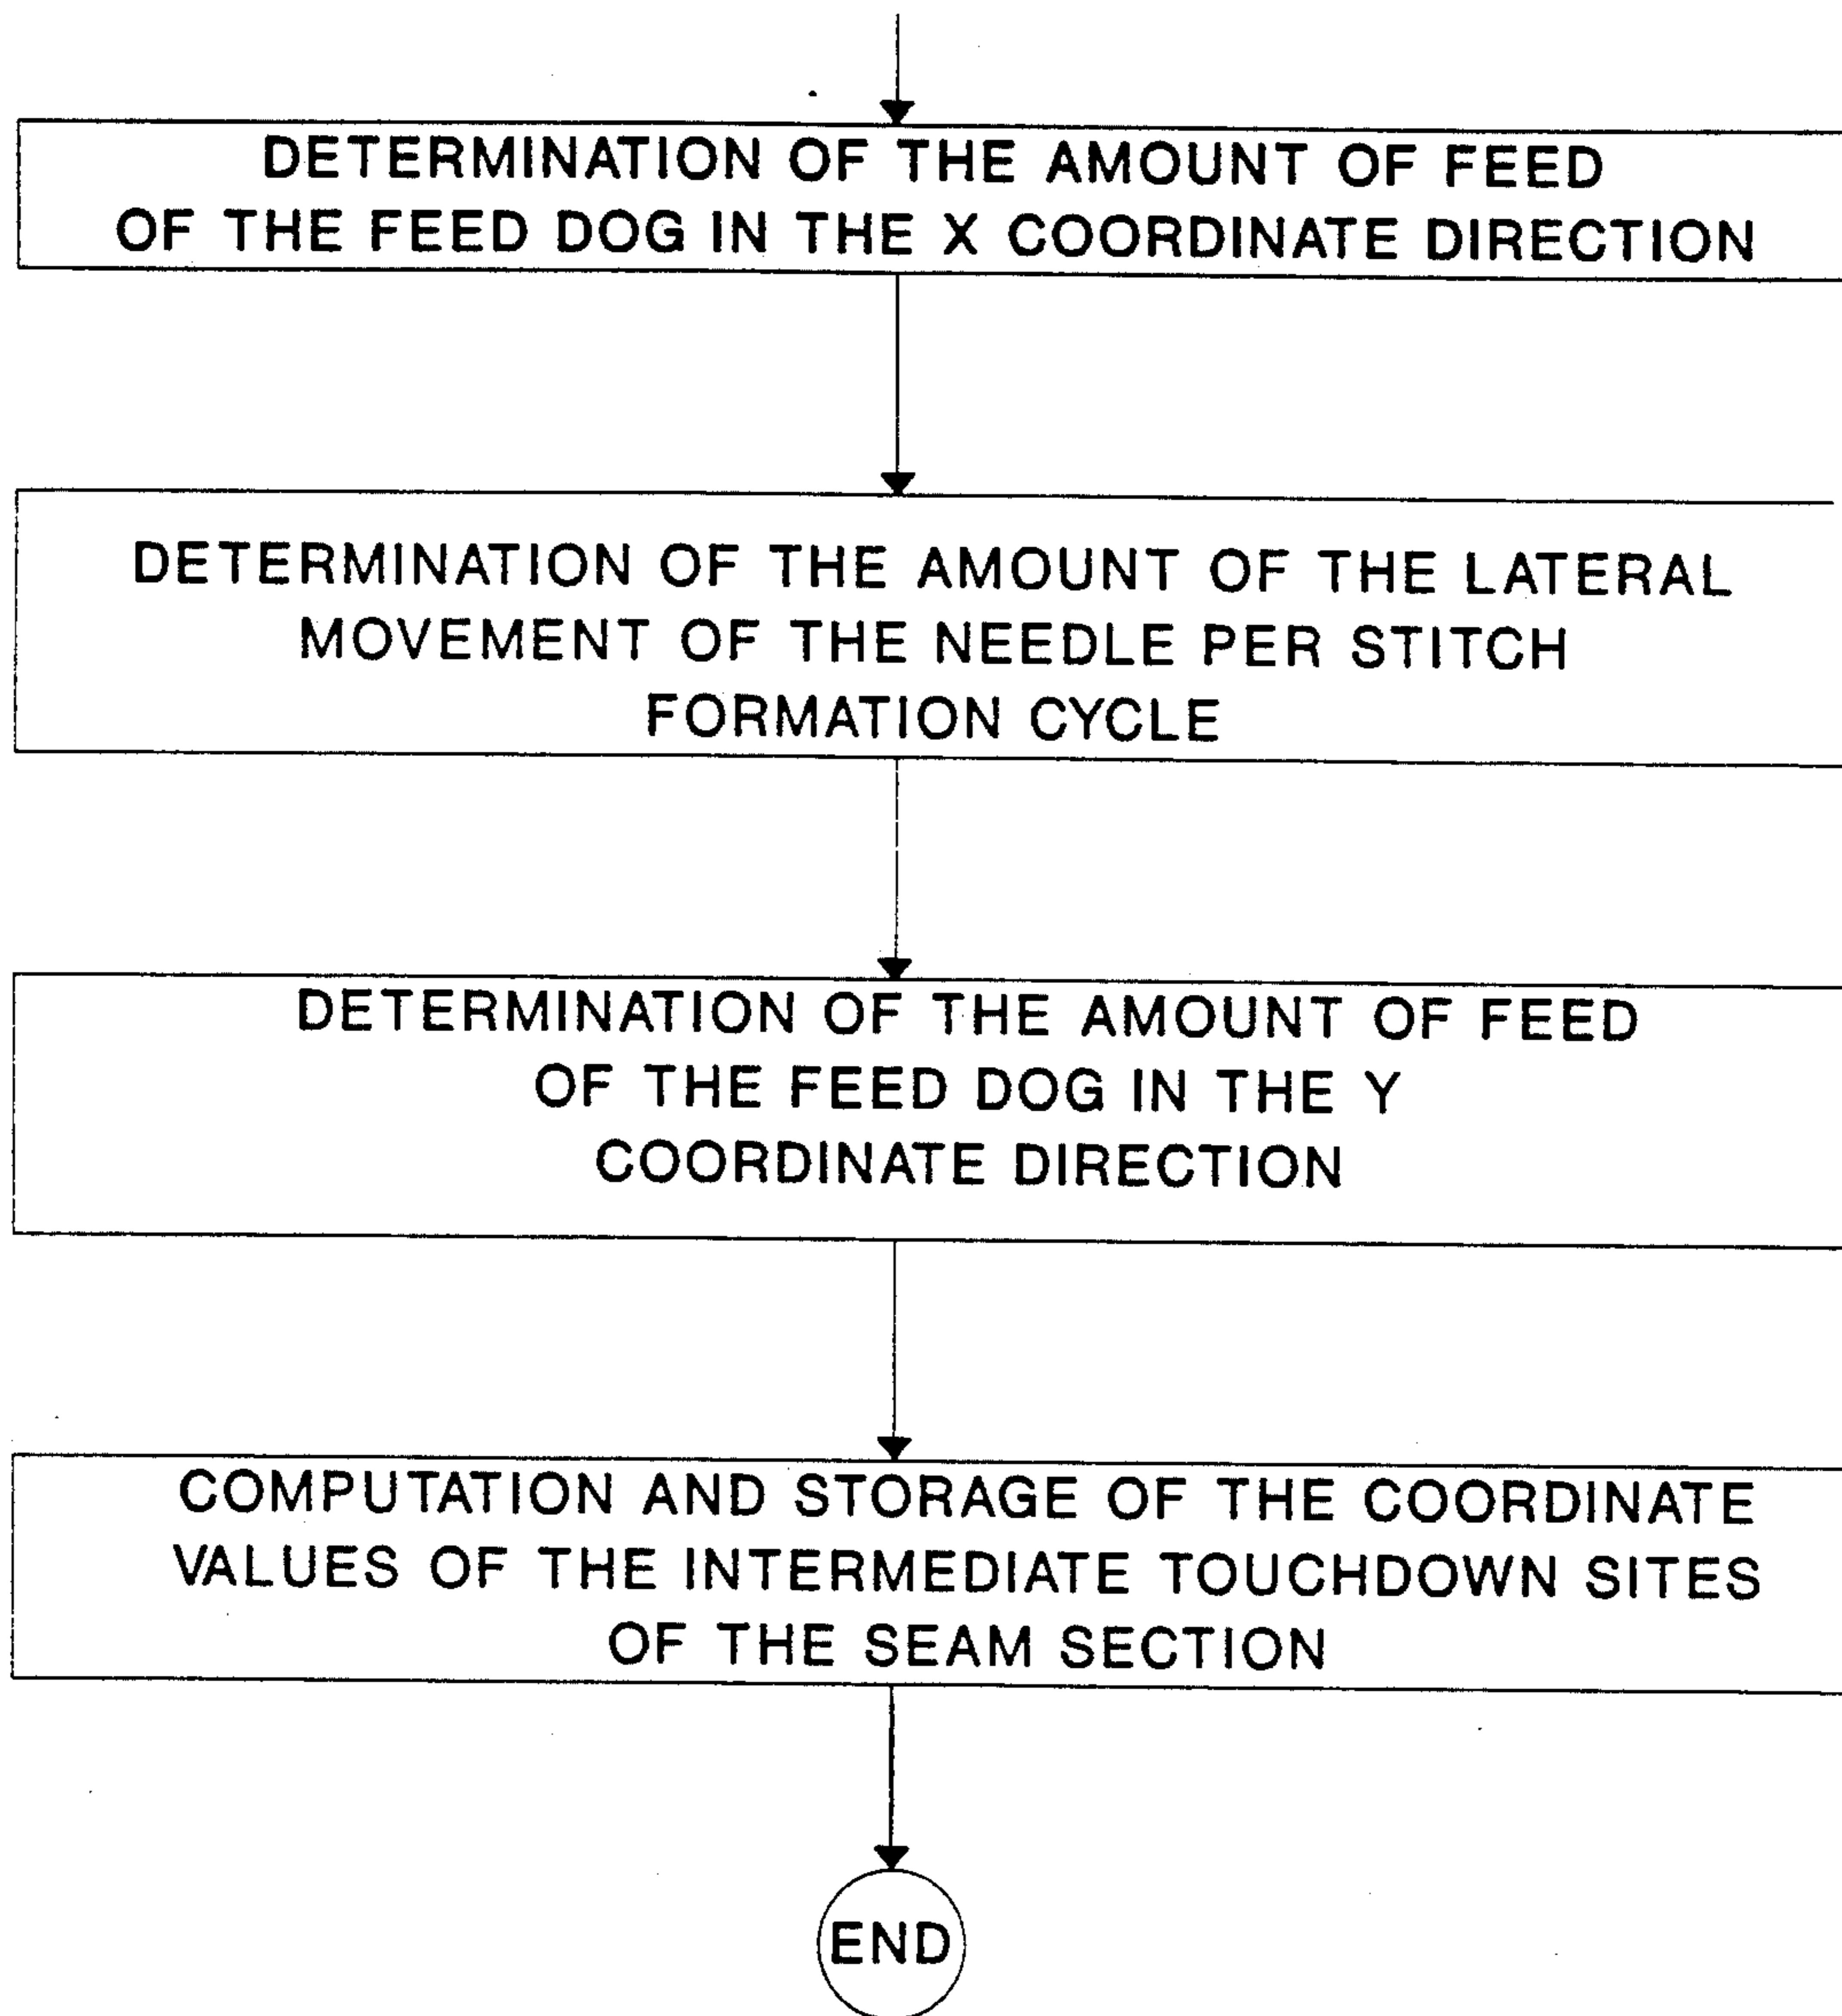 DETERMINATION OF THE AMOUNT OF FEED
OF THE FEED DOG IN THE X COORDINATE DIRECTION
DETERMINATION OF THE AMOUNT OF THE LATERAL
MOVEMENT OF THE NEEDLE PER STITCH
FORMATION CYCLE
DETERMINATION OF THE AMOUNT OF FEED
OF THE FEED DOG IN THE Y
COORDINATE DIRECTION
COMPUTATION AND STORAGE OF THE COORDINATE
VALUES OF THE INTERMEDIATE TOUCHDOWN SITES
OF THE SEAM SECTION
END